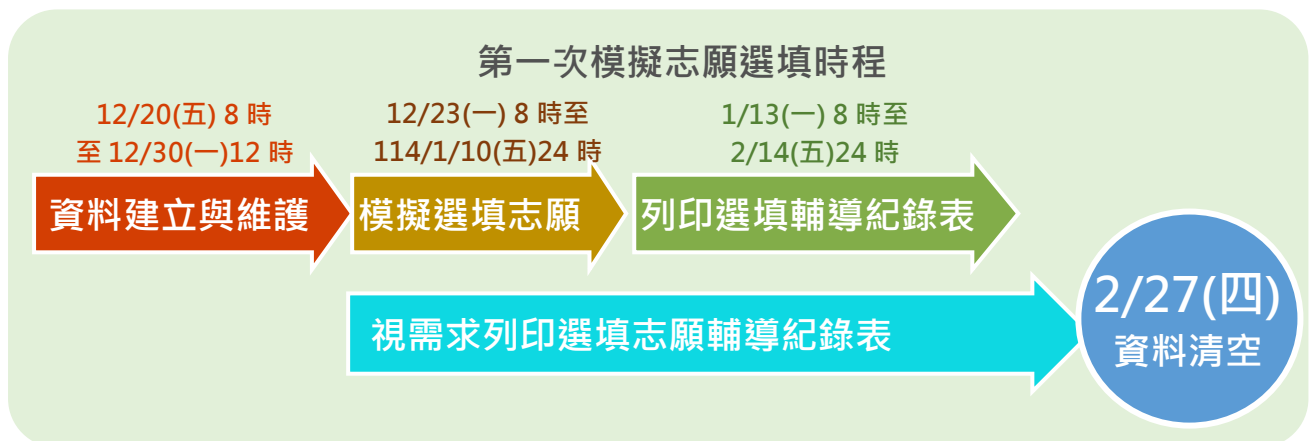 第一次模擬志願選填時程
12/20(五) 8 時
至 12/30(一)12 時
12/23(一) 8 時至
114/1/10(五)24 時
1/13(一) 8 時至
2/14(五)24 時
資料建立與維護
模擬選填志願
列印選填輔導紀錄表
視需求列印選填志願輔導紀錄表
2/27(四)
資料清空